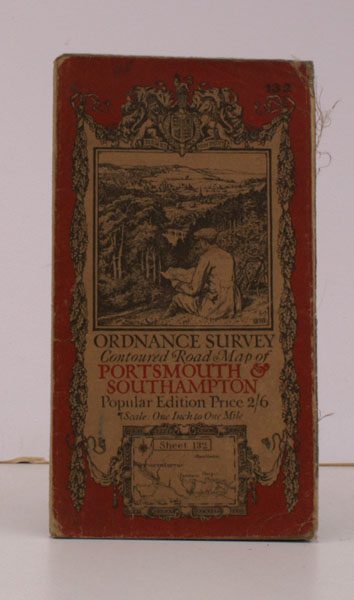 132
ORDNANCE SURVEY
Contoured Road Map of
PORTSMOUTH &
SOUTHAMPTON
Popular Edition Price 2/6
Scale: One Inch to One Mile
Sheet 132